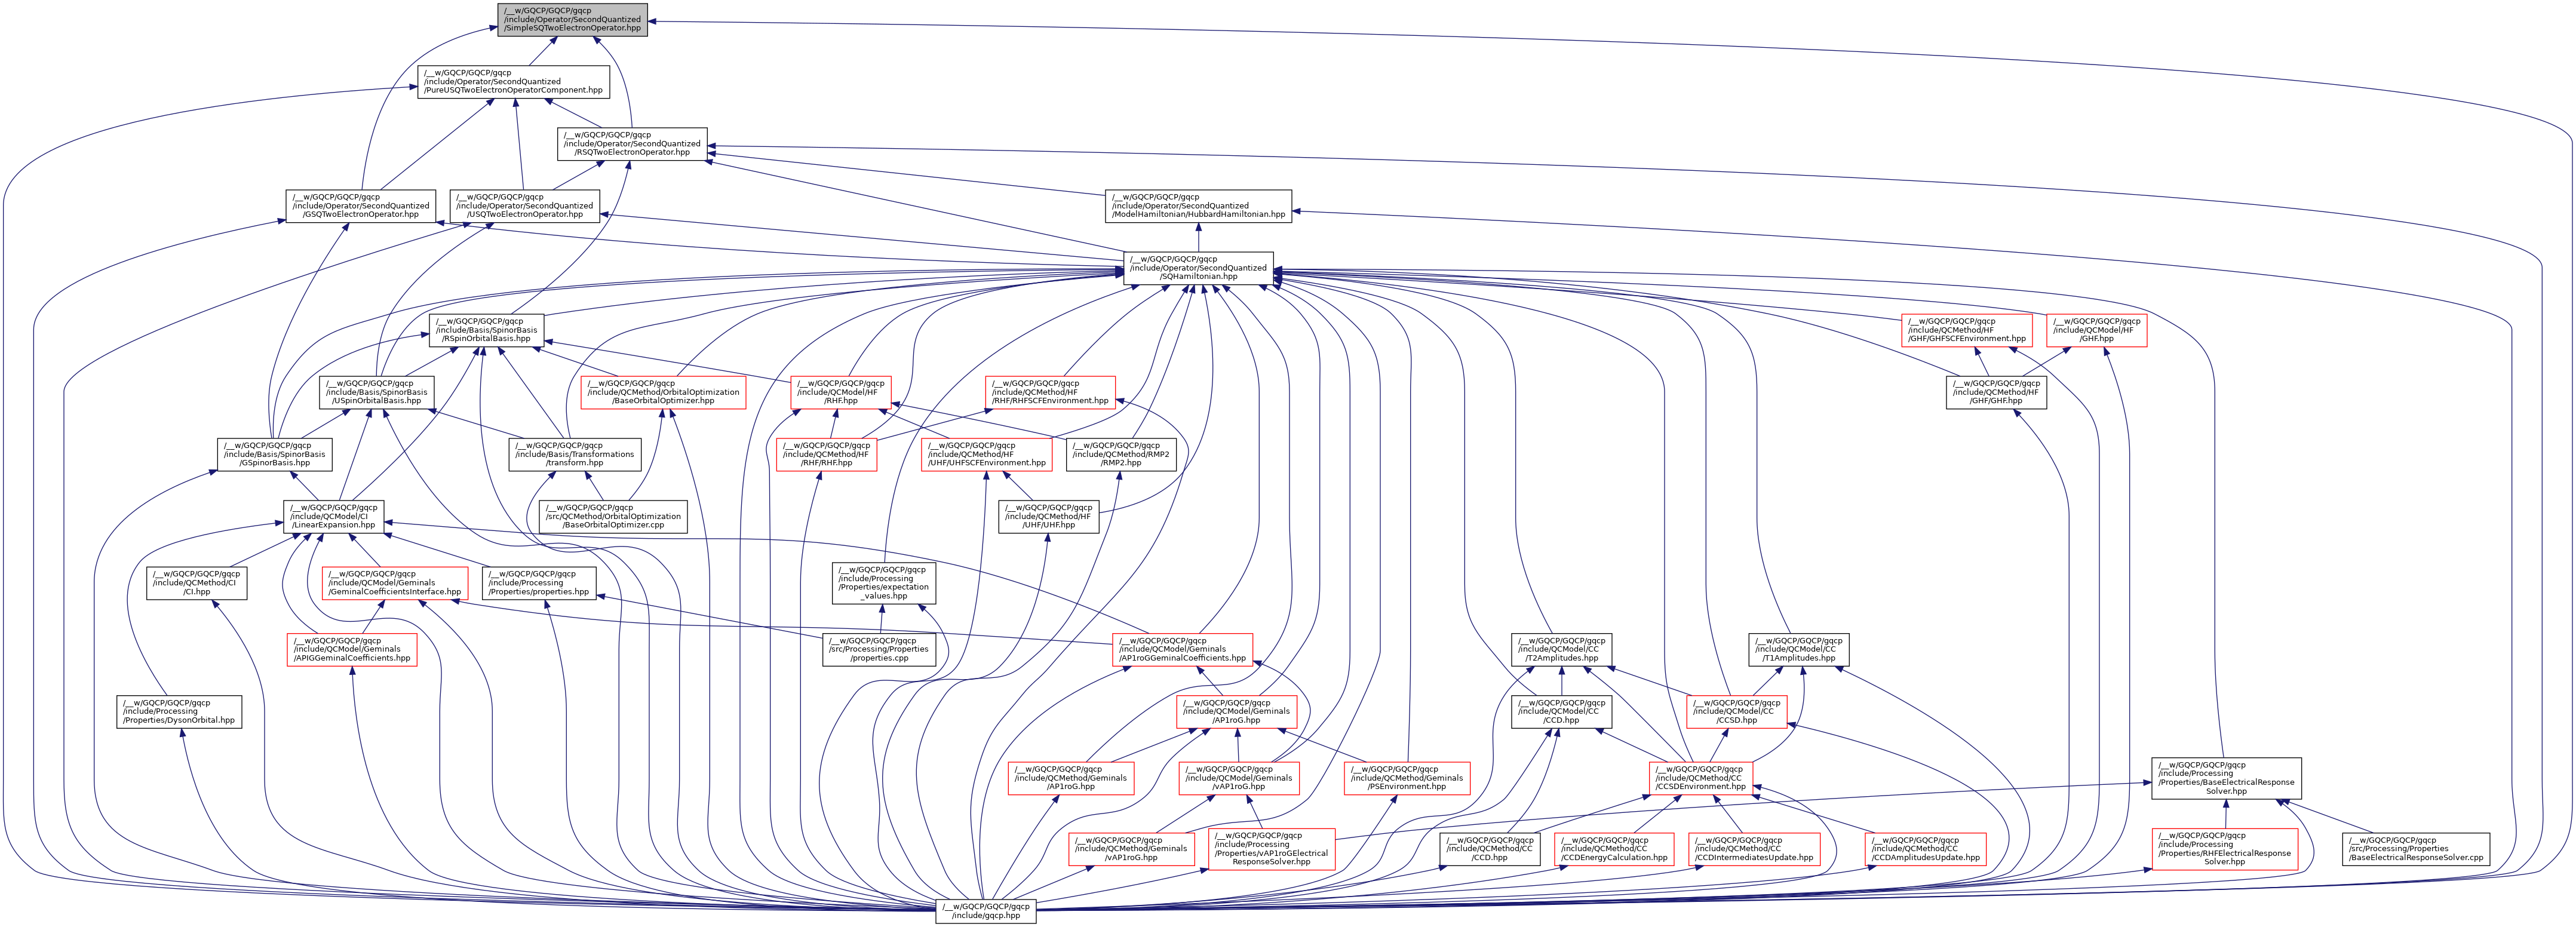 /__w/GQCP/GQCP/gqcp
/include/Operator/SecondQuantized
/SimpleSQTwoElectronOperator.hpp
/__w/GQCP/GQCP/gqcp
/include/Operator/SecondQuantized
/PureUSQTwoElectronOperatorComponent.hpp
/__w/GQCP/GQCP/gqcp
/include/Operator/SecondQuantized
/RSQTwoElectronOperator.hpp
/__w/GQCP/GQCP/gqcp
/include/Operator/SecondQuantized
/GSQTwoElectronOperator.hpp
/__w/GQCP/GQCP/gqcp
/include/Operator/SecondQuantized
/USQTwoElectronOperator.hpp
/__w/GQCP/GQCP/gqcp
/include/Operator/SecondQuantized
/ModelHamiltonian/HubbardHamiltonian.hpp
/__w/GQCP/GQCP/gqcp
/include/Operator/SecondQuantized
/SQHamiltonian.hpp
/__w/GQCP/GQCP/gqcp
/include/Basis/SpinorBasis
/RSpinOrbitalBasis.hpp
/__w/GQCP/GQCP/gqcp
/include/QCMethod/HF
/GHF/GHFSCFEnvironment.hpp
/__w/GQCP/GQCP/gqcp
/include/QCModel/HF
/GHF.hpp
/__w/GQCP/GQCP/gqcp
/include/Basis/SpinorBasis
/USpinOrbitalBasis.hpp
/__w/GQCP/GQCP/gqcp
/include/QCMethod/OrbitalOptimization
/BaseOrbitalOptimizer.hpp
/__w/GQCP/GQCP/gqcp
/include/QCModel/HF
/RHF.hpp
/__w/GQCP/GQCP/gqcp
/include/QCMethod/HF
/RHF/RHFSCFEnvironment.hpp
/__w/GQCP/GQCP/gqcp
/include/QCMethod/HF
/GHF/GHF.hpp
/__w/GQCP/GQCP/gqcp
/include/Basis/SpinorBasis
/GSpinorBasis.hpp
/__w/GQCP/GQCP/gqcp
/include/Basis/Transformations
/transform.hpp
/__w/GQCP/GQCP/gqcp
/include/QCMethod/HF
/RHF/RHF.hpp
/__w/GQCP/GQCP/gqcp
/include/QCMethod/HF
/UHF/UHFSCFEnvironment.hpp
/__w/GQCP/GQCP/gqcp
/include/QCMethod/RMP2
/RMP2.hpp
/__w/GQCP/GQCP/gqcp
/include/QCModel/CI
/LinearExpansion.hpp
/__w/GQCP/GQCP/gqcp
/src/QCMethod/OrbitalOptimization
/BaseOrbitalOptimizer.cpp
/__w/GQCP/GQCP/gqcp
/include/QCMethod/HF
/UHF/UHF.hpp
/__w/GQCP/GQCP/gqcp
/include/QCMethod/CI
/CI.hpp
/__w/GQCP/GQCP/gqcp
/include/QCModel/Geminals
/GeminalCoefficientsInterface.hpp
/__w/GQCP/GQCP/gqcp
/include/Processing
/Properties/properties.hpp
/__w/GQCP/GQCP/gqcp
/include/Processing
/Properties/expectation
_values.hpp
/__w/GQCP/GQCP/gqcp
/include/QCModel/Geminals
/APIGGeminalCoefficients.hpp
/__w/GQCP/GQCP/gqcp
/src/Processing/Properties
/properties.cpp
/__w/GQCP/GQCP/gqcp
/include/QCModel/Geminals
/AP1roGGeminalCoefficients.hpp
/__w/GQCP/GQCP/gqcp
/include/QCModel/CC
/T2Amplitudes.hpp
/__w/GQCP/GQCP/gqcp
/include/QCModel/CC
/T1Amplitudes.hpp
/__w/GQCP/GQCP/gqcp
/include/Processing
/Properties/DysonOrbital.hpp
/__w/GQCP/GQCP/gqcp
/include/QCModel/Geminals
/AP1roG.hpp
/__w/GQCP/GQCP/gqcp
/include/QCModel/CC
/CCD.hpp
/__w/GQCP/GQCP/gqcp
/include/QCModel/CC
/CCSD.hpp
/__w/GQCP/GQCP/gqcp
/include/QCMethod/Geminals
/AP1roG.hpp
/__w/GQCP/GQCP/gqcp
/include/QCModel/Geminals
/vAP1roG.hpp
/__w/GQCP/GQCP/gqcp
/include/QCMethod/Geminals
/PSEnvironment.hpp
/__w/GQCP/GQCP/gqcp
/include/QCMethod/CC
/CCSDEnvironment.hpp
/__w/GQCP/GQCP/gqcp
/include/Processing
/Properties/BaseElectricalResponse
Solver.hpp
/__w/GQCP/GQCP/gqcp
/include/QCMethod/Geminals
/vAP1roG.hpp
/__w/GQCP/GQCP/gqcp
/include/Processing
/Properties/vAP1roGElectrical
ResponseSolver.hpp
/__w/GQCP/GQCP/gqcp
/include/QCMethod/CC
/CCD.hpp
/__w/GQCP/GQCP/gqcp
/include/QCMethod/CC
/CCDEnergyCalculation.hpp
/__w/GQCP/GQCP/gqcp
/include/QCMethod/CC
/CCDIntermediatesUpdate.hpp
/__w/GQCP/GQCP/gqcp
/include/QCMethod/CC
/CCDAmplitudesUpdate.hpp
/__w/GQCP/GQCP/gqcp
/include/Processing
/Properties/RHFElectricalResponse
Solver.hpp
/__w/GQCP/GQCP/gqcp
/src/Processing/Properties
/BaseElectricalResponseSolver.cpp
/__w/GQCP/GQCP/gqcp
/include/gqcp.hpp